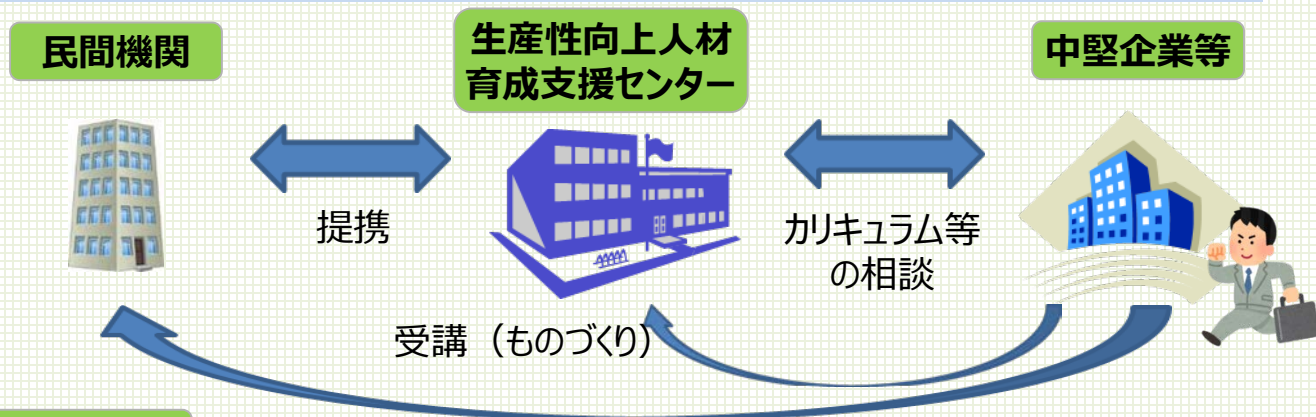 民間機関
生産性向上人材
育成支援センター
中堅企業等
提携
カリキュラム等
の相談
受講（ものづくり）